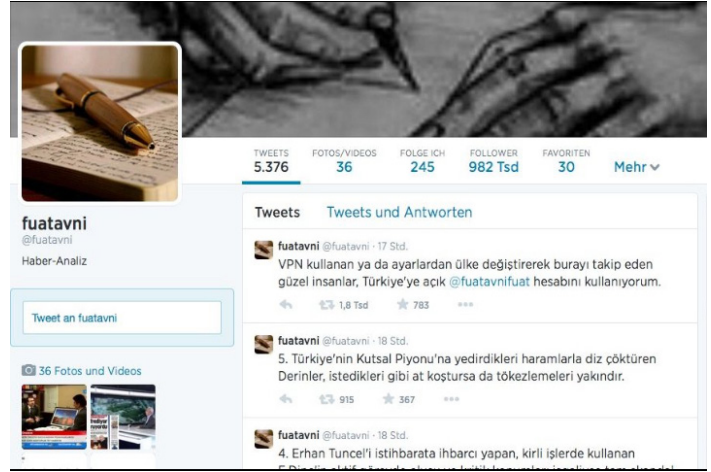 TWEETS FOTOS/VIDEOS FOLGE ICH FOLLOWER FAVORITEN
5.376 36 245 982 Tsd 30 Mehr
fuatavni
@fuatavni
Haber-Analiz
Tweet an fuatavni
36 Fotos und Videos
Tweets Tweets und Antworten
fuatavni @fuatavni · 17 Std.
VPN kullanan ya da ayarlardan ülke değiştirerek burayı takip eden
güzel insanlar, Türkiye'ye açık @fuatavnifuat hesabını kullanıyorum.
1,8 Tsd 783
fuatavni @fuatavni · 18 Std.
5. Türkiye'nin Kutsal Piyonu'na yedirdikleri haramlarla diz çöktüren
Derinler, istedikleri gibi at koştursa da tökezlemeleri yakındır.
915 367
fuatavni @fuatavni · 18 Std.
4. Erhan Tuncel'i istihbarata ihbarcı yapan, kirli işlerde kullanan